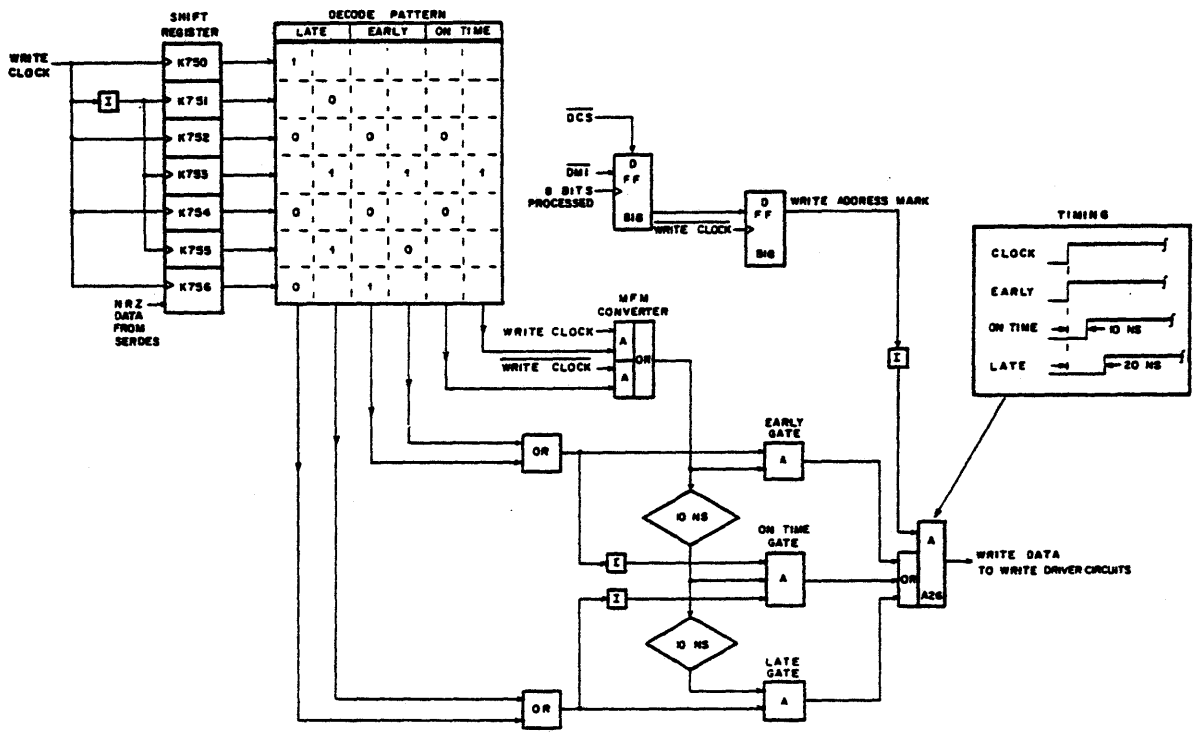 SHIFT
REGISTER
DECODE PATTERN
LATE EARLY ON TIME
WRITE
CLOCK
K750
1
I
K751
0
K752
0 0 0
K753
1 1 1
K754
0 0 0
K755
1 0
K756
0 1
NRZ
DATA
FROM
SERDES
DCS
DMI
8 BITS
PROCESSED
D
FF
B18
WRITE CLOCK
D
FF
B18
WRITE ADDRESS MARK
I
TIMING
CLOCK
EARLY
ON TIME
10 NS
LATE
20 NS
MFM
CONVERTER
WRITE CLOCK
A
OR
WRITE CLOCK
A
OR
EARLY
GATE
A
10 NS
ON TIME
GATE
I
A
I
10 NS
LATE
GATE
A
OR
A
OR
A26
WRITE DATA
TO WRITE DRIVER CIRCUITS